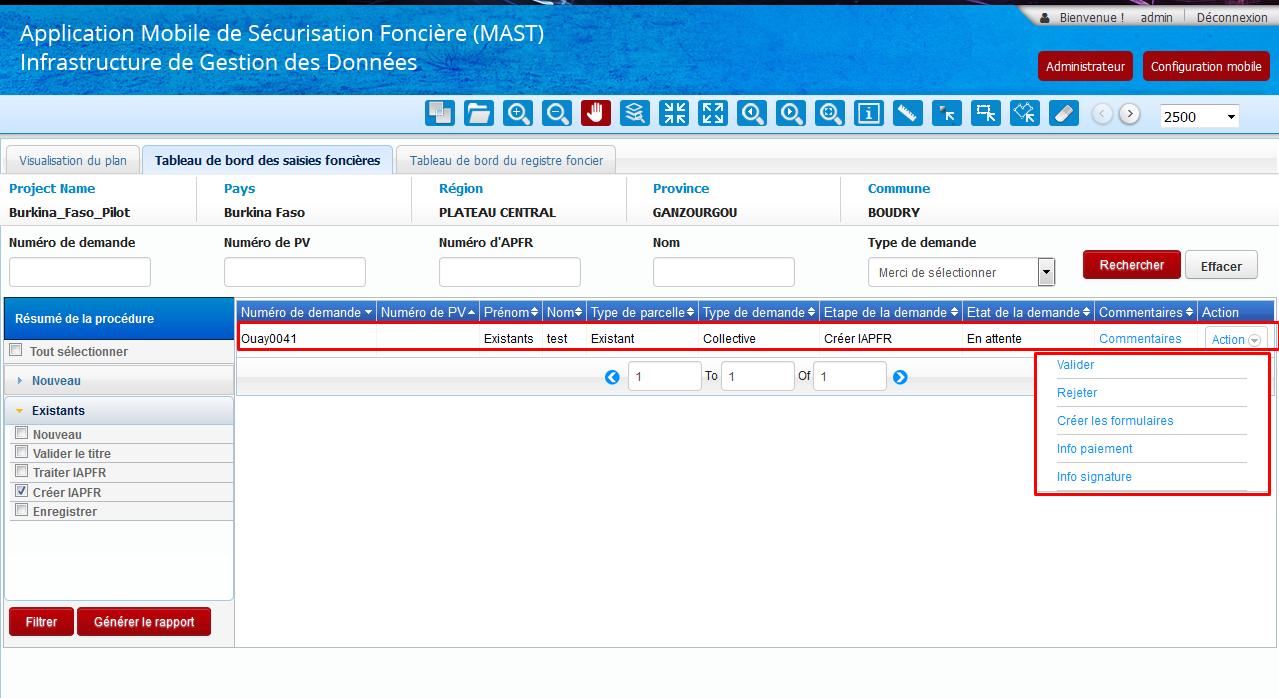 Bienvenue ! admin Déconnexion
Application Mobile de Sécurisation Foncière (MAST)
Infrastructure de Gestion des Données
Administrateur Configuration mobile
2500
Visualisation du plan Tableau de bord des saisies foncières Tableau de bord du registre foncier
Project Name Pays Région Province Commune
Burkina_Faso_Pilot Burkina Faso PLATEAU CENTRAL GANZOURGOU BOUDRY
Numéro de demande Numéro de PV Numéro d'APFR Nom Type de demande
Merci de sélectionner Rechercher Effacer
Résumé de la procédure
Numéro de demande Numéro de PV Prénom Nom Type de parcelle Type de demande Etape de la demande Etat de la demande Commentaires Action
Ouay0041 Existants test Existant Collective Créer IAPFR En attente Commentaires Action
1 To 1 Of 1
Valider
Rejeter
Créer les formulaires
Info paiement
Info signature
Tout sélectionner
Nouveau
Existants
Nouveau
Valider le titre
Traiter IAPFR
Créer IAPFR
Enregistrer
Filtrer Générer le rapport